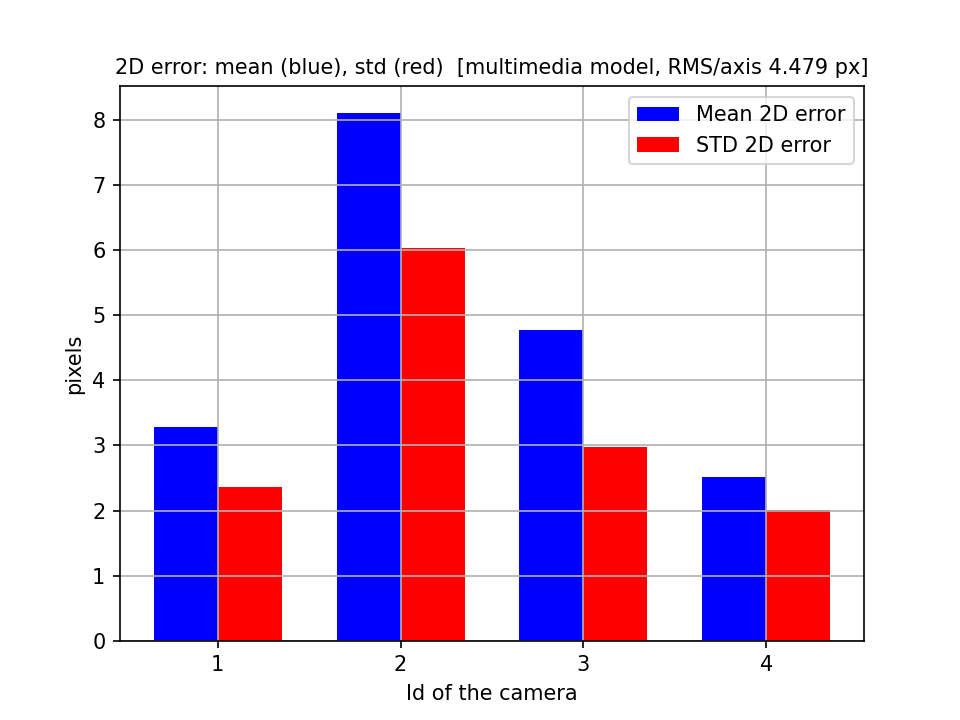 2D error: mean (blue), std (red)  [multimedia model, RMS/axis 4.479 px]
Mean 2D error
STD 2D error
8
7
6
5
4
3
2
1
0
pixels
1
2
3
4
Id of the camera